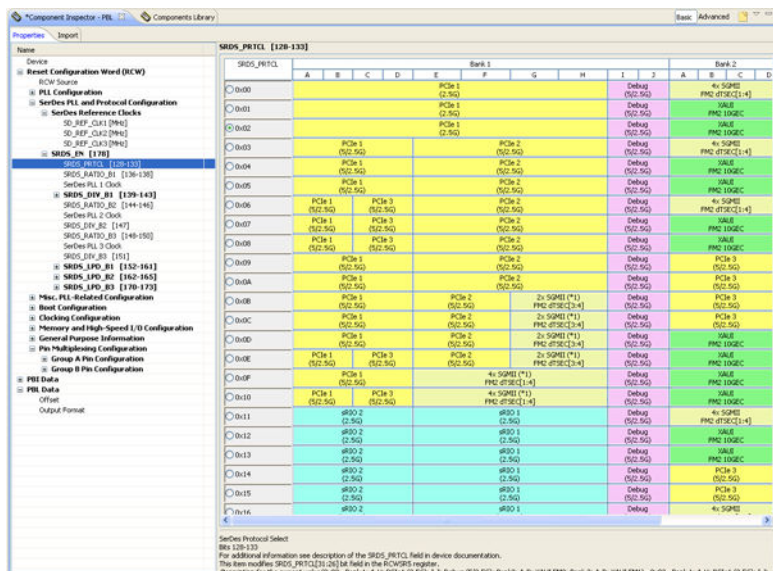 *Component Inspector - PBL
Components Library
Basic Advanced
Properties Import
Name
Device
Reset Configuration Word (RCW)
RCW Source
PLL Configuration
SerDes PLL and Protocol Configuration
SerDes Reference Clocks
SD_REF_CLK1 [MHz]
SD_REF_CLK2 [MHz]
SD_REF_CLK3 [MHz]
SRDS_EN [178]
SRDS_PRTCL [128-133]
SRDS_RATIO_B1 [136-138]
SerDes PLL 1 Clock
SRDS_DIV_B1 [139-143]
SRDS_RATIO_B2 [144-146]
SerDes PLL 2 Clock
SRDS_DIV_B2 [147]
SRDS_RATIO_B3 [148-150]
SerDes PLL 3 Clock
SRDS_DIV_B3 [151]
SRDS_LPD_B1 [152-161]
SRDS_LPD_B2 [162-165]
SRDS_LPD_B3 [170-173]
Misc. PLL-Related Configuration
Boot Configuration
Clocking Configuration
Memory and High-Speed I/O Configuration
General Purpose Information
Pin Multiplexing Configuration
Group A Pin Configuration
Group B Pin Configuration
PBI Data
PBL Data
Offset
Output Format
SRDS_PRTCL [128-133]
SRDS_PRTCL Bank 1 Bank 2
A B C D E F G H I J A B C D
0x00 PCIe 1 Debug 4x SGMII
(2.5G) (5/2.5G) FM2 dTSEC[1:4]
0x01 PCIe 1 Debug XAUI
(2.5G) (5/2.5G) FM2 10GEC
0x02 PCIe 1 Debug XAUI
(2.5G) (5/2.5G) FM2 10GEC
0x03 PCIe 1 PCIe 2 Debug 4x SGMII
(5/2.5G) (5/2.5G) (5/2.5G) FM2 dTSEC[1:4]
0x04 PCIe 1 PCIe 2 Debug XAUI
(5/2.5G) (5/2.5G) (5/2.5G) FM2 10GEC
0x05 PCIe 1 PCIe 2 Debug XAUI
(5/2.5G) (5/2.5G) (5/2.5G) FM2 10GEC
0x06 PCIe 1 PCIe 3 PCIe 2 Debug 4x SGMII
(5/2.5G) (5/2.5G) (5/2.5G) (5/2.5G) FM2 dTSEC[1:4]
0x07 PCIe 1 PCIe 3 PCIe 2 Debug XAUI
(5/2.5G) (5/2.5G) (5/2.5G) (5/2.5G) FM2 10GEC
0x08 PCIe 1 PCIe 3 PCIe 2 Debug XAUI
(5/2.5G) (5/2.5G) (5/2.5G) (5/2.5G) FM2 10GEC
0x09 PCIe 1 PCIe 2 Debug PCIe 3
(5/2.5G) (5/2.5G) (5/2.5G) (5/2.5G)
0x0A PCIe 1 PCIe 2 Debug PCIe 3
(5/2.5G) (5/2.5G) (5/2.5G) (5/2.5G)
0x0B PCIe 1 PCIe 2 2x SGMII (*1) Debug PCIe 3
(5/2.5G) (5/2.5G) FM2 dTSEC[3:4] (5/2.5G) (5/2.5G)
0x0C PCIe 1 PCIe 2 2x SGMII (*1) Debug PCIe 3
(5/2.5G) (5/2.5G) FM2 dTSEC[3:4] (5/2.5G) (5/2.5G)
0x0D PCIe 1 PCIe 2 2x SGMII (*1) Debug XAUI
(5/2.5G) (5/2.5G) FM2 dTSEC[3:4] (5/2.5G) FM2 10GEC
0x0E PCIe 1 PCIe 3 PCIe 2 2x SGMII (*1) Debug XAUI
(5/2.5G) (5/2.5G) (5/2.5G) FM2 dTSEC[3:4] (5/2.5G) FM2 10GEC
0x0F PCIe 1 4x SGMII (*1) Debug XAUI
(5/2.5G) FM2 dTSEC[1:4] (5/2.5G) FM2 10GEC
0x10 PCIe 1 PCIe 3 4x SGMII (*1) Debug XAUI
(5/2.5G) (5/2.5G) FM2 dTSEC[1:4] (5/2.5G) FM2 10GEC
0x11 sRIO 2 sRIO 1 Debug 4x SGMII
(2.5G) (2.5G) (5/2.5G) FM2 dTSEC[1:4]
0x12 sRIO 2 sRIO 1 Debug XAUI
(2.5G) (2.5G) (5/2.5G) FM2 10GEC
0x13 sRIO 2 sRIO 1 Debug XAUI
(2.5G) (2.5G) (5/2.5G) FM2 10GEC
0x14 sRIO 2 sRIO 1 Debug PCIe 3
(2.5G) (2.5G) (5/2.5G) (5/2.5G)
0x15 sRIO 2 sRIO 1 Debug PCIe 3
(2.5G) (2.5G) (5/2.5G) (5/2.5G)
0x16 sRIO 2 sRIO 1 Debug 4x SGMII
SerDes Protocol Select
Bits 128-133
For additional information see description of the SRDS_PRTCL field in device documentation.
This item modifies SRDS_PRTCL[31:26] bit field in the RCWSR5 register.